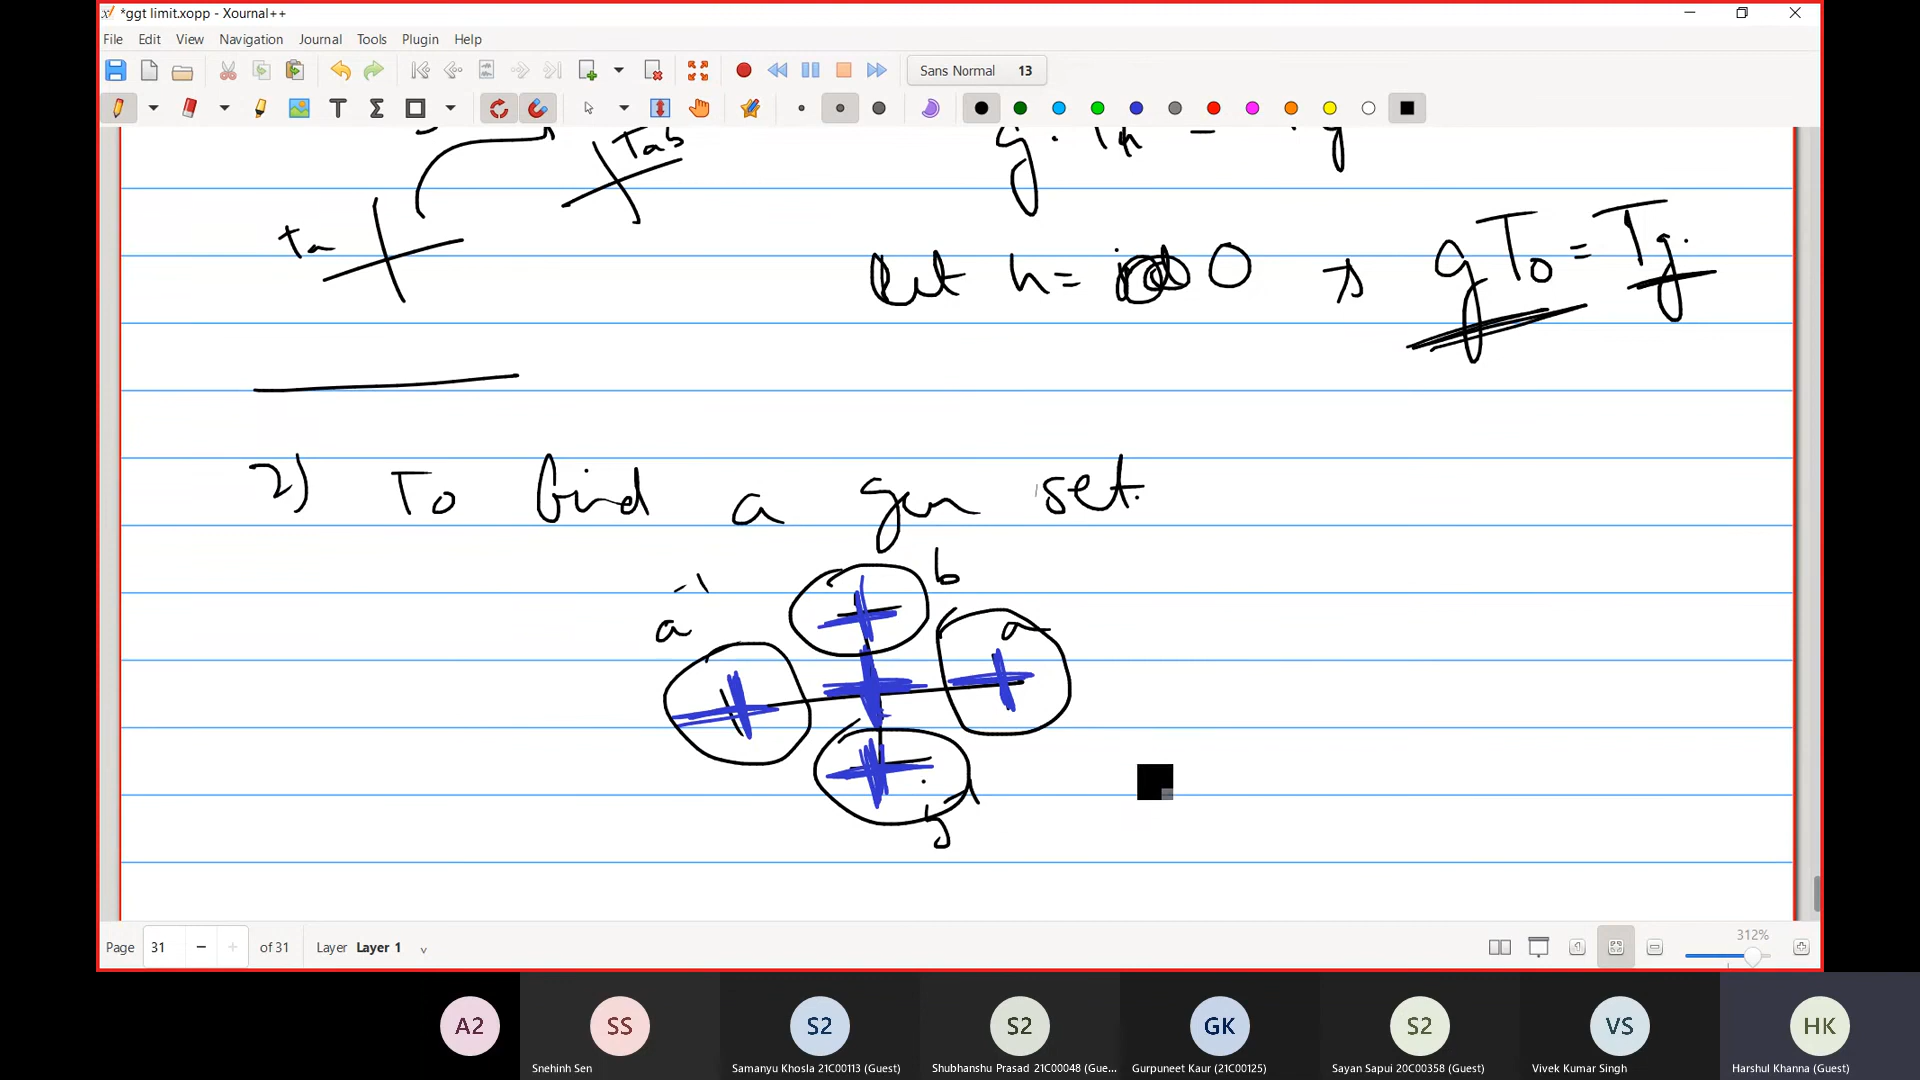 *ggt limit.xopp - Xournal++
File Edit View Navigation Journal Tools Plugin Help
Sans Normal 13
Tab
Ta
Let h = 0 → gT₀ = Tg.
2) To find a gen set.
b
a⁻¹
a
b⁻¹
Page 31 of 31 Layer Layer 1 312%
A2 SS S2 S2 GK S2 VS HK
Snehinh Sen Samanyu Khosla 21C00113 (Guest) Shubhanshu Prasad 21C00048 (Gue... Gurpuneet Kaur (21C00125) Sayan Sapui 20C00358 (Guest) Vivek Kumar Singh Harshul Khanna (Guest)